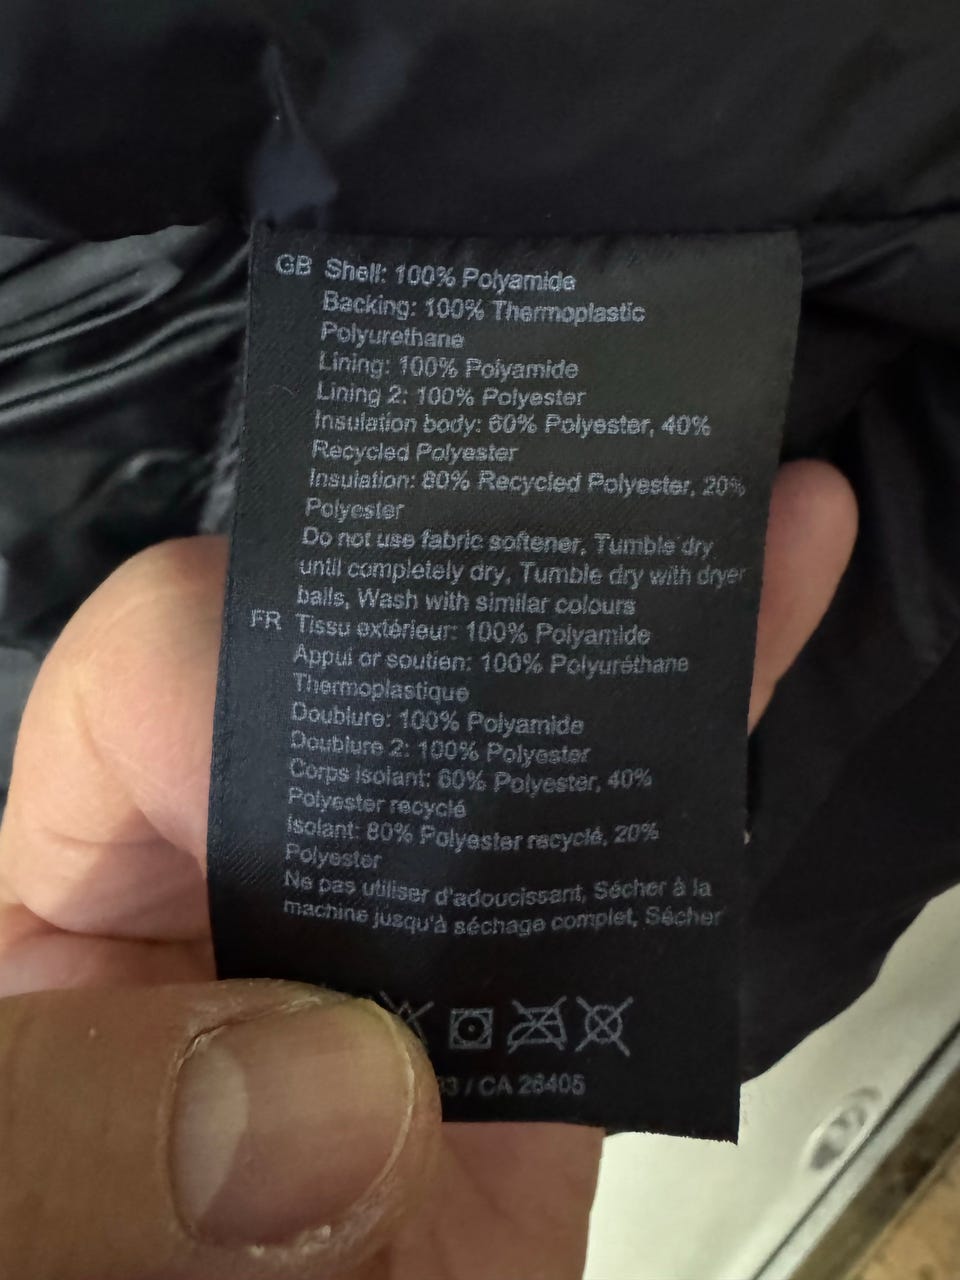 GB Shell: 100% Polyamide
Backing: 100% Thermoplastic
Polyurethane
Lining: 100% Polyamide
Lining 2: 100% Polyester
Insulation body: 60% Polyester, 40%
Recycled Polyester
Insulation: 80% Recycled Polyester, 20%
Polyester
Do not use fabric softener, Tumble dry
until completely dry, Tumble dry with dryer
balls, Wash with similar colours
FR Tissu extérieur: 100% Polyamide
Appui or soutien: 100% Polyuréthane
Thermoplastique
Doublure: 100% Polyamide
Doublure 2: 100% Polyester
Corps isolant: 60% Polyester, 40%
Polyester recyclé
Isolant: 80% Polyester recyclé, 20%
Polyester
Ne pas utiliser d'adoucissant, Sécher à la
machine jusqu'à séchage complet, Sécher
/ CA 26405